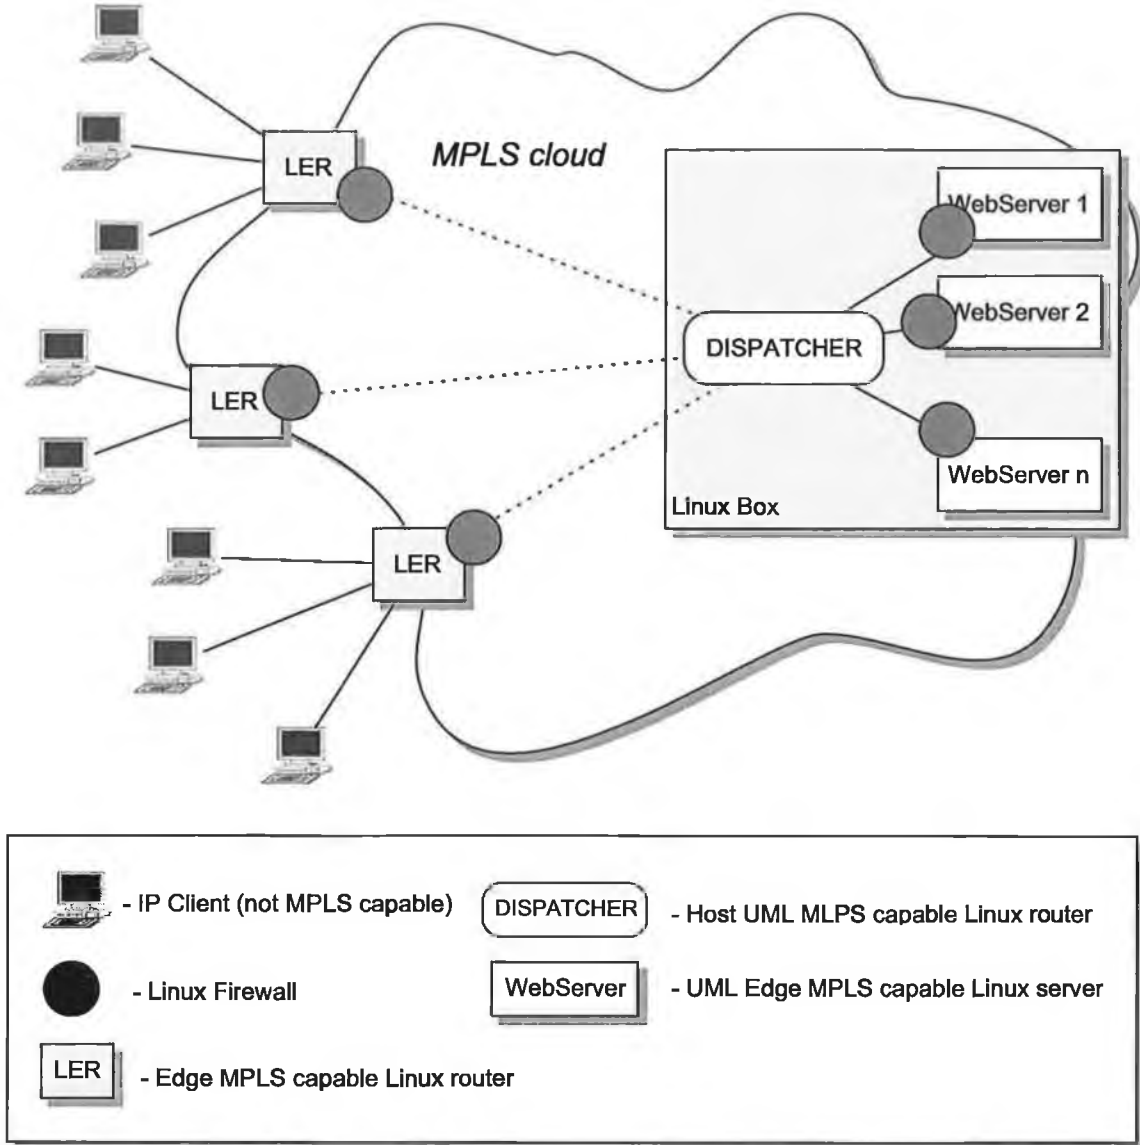 LER
MPLS cloud
WebServer 1
WebServer 2
DISPATCHER
LER
WebServer n
Linux Box
LER
- IP Client (not MPLS capable)
DISPATCHER
- Host UML MLPS capable Linux router
- Linux Firewall
WebServer
- UML Edge MPLS capable Linux server
LER
- Edge MPLS capable Linux router